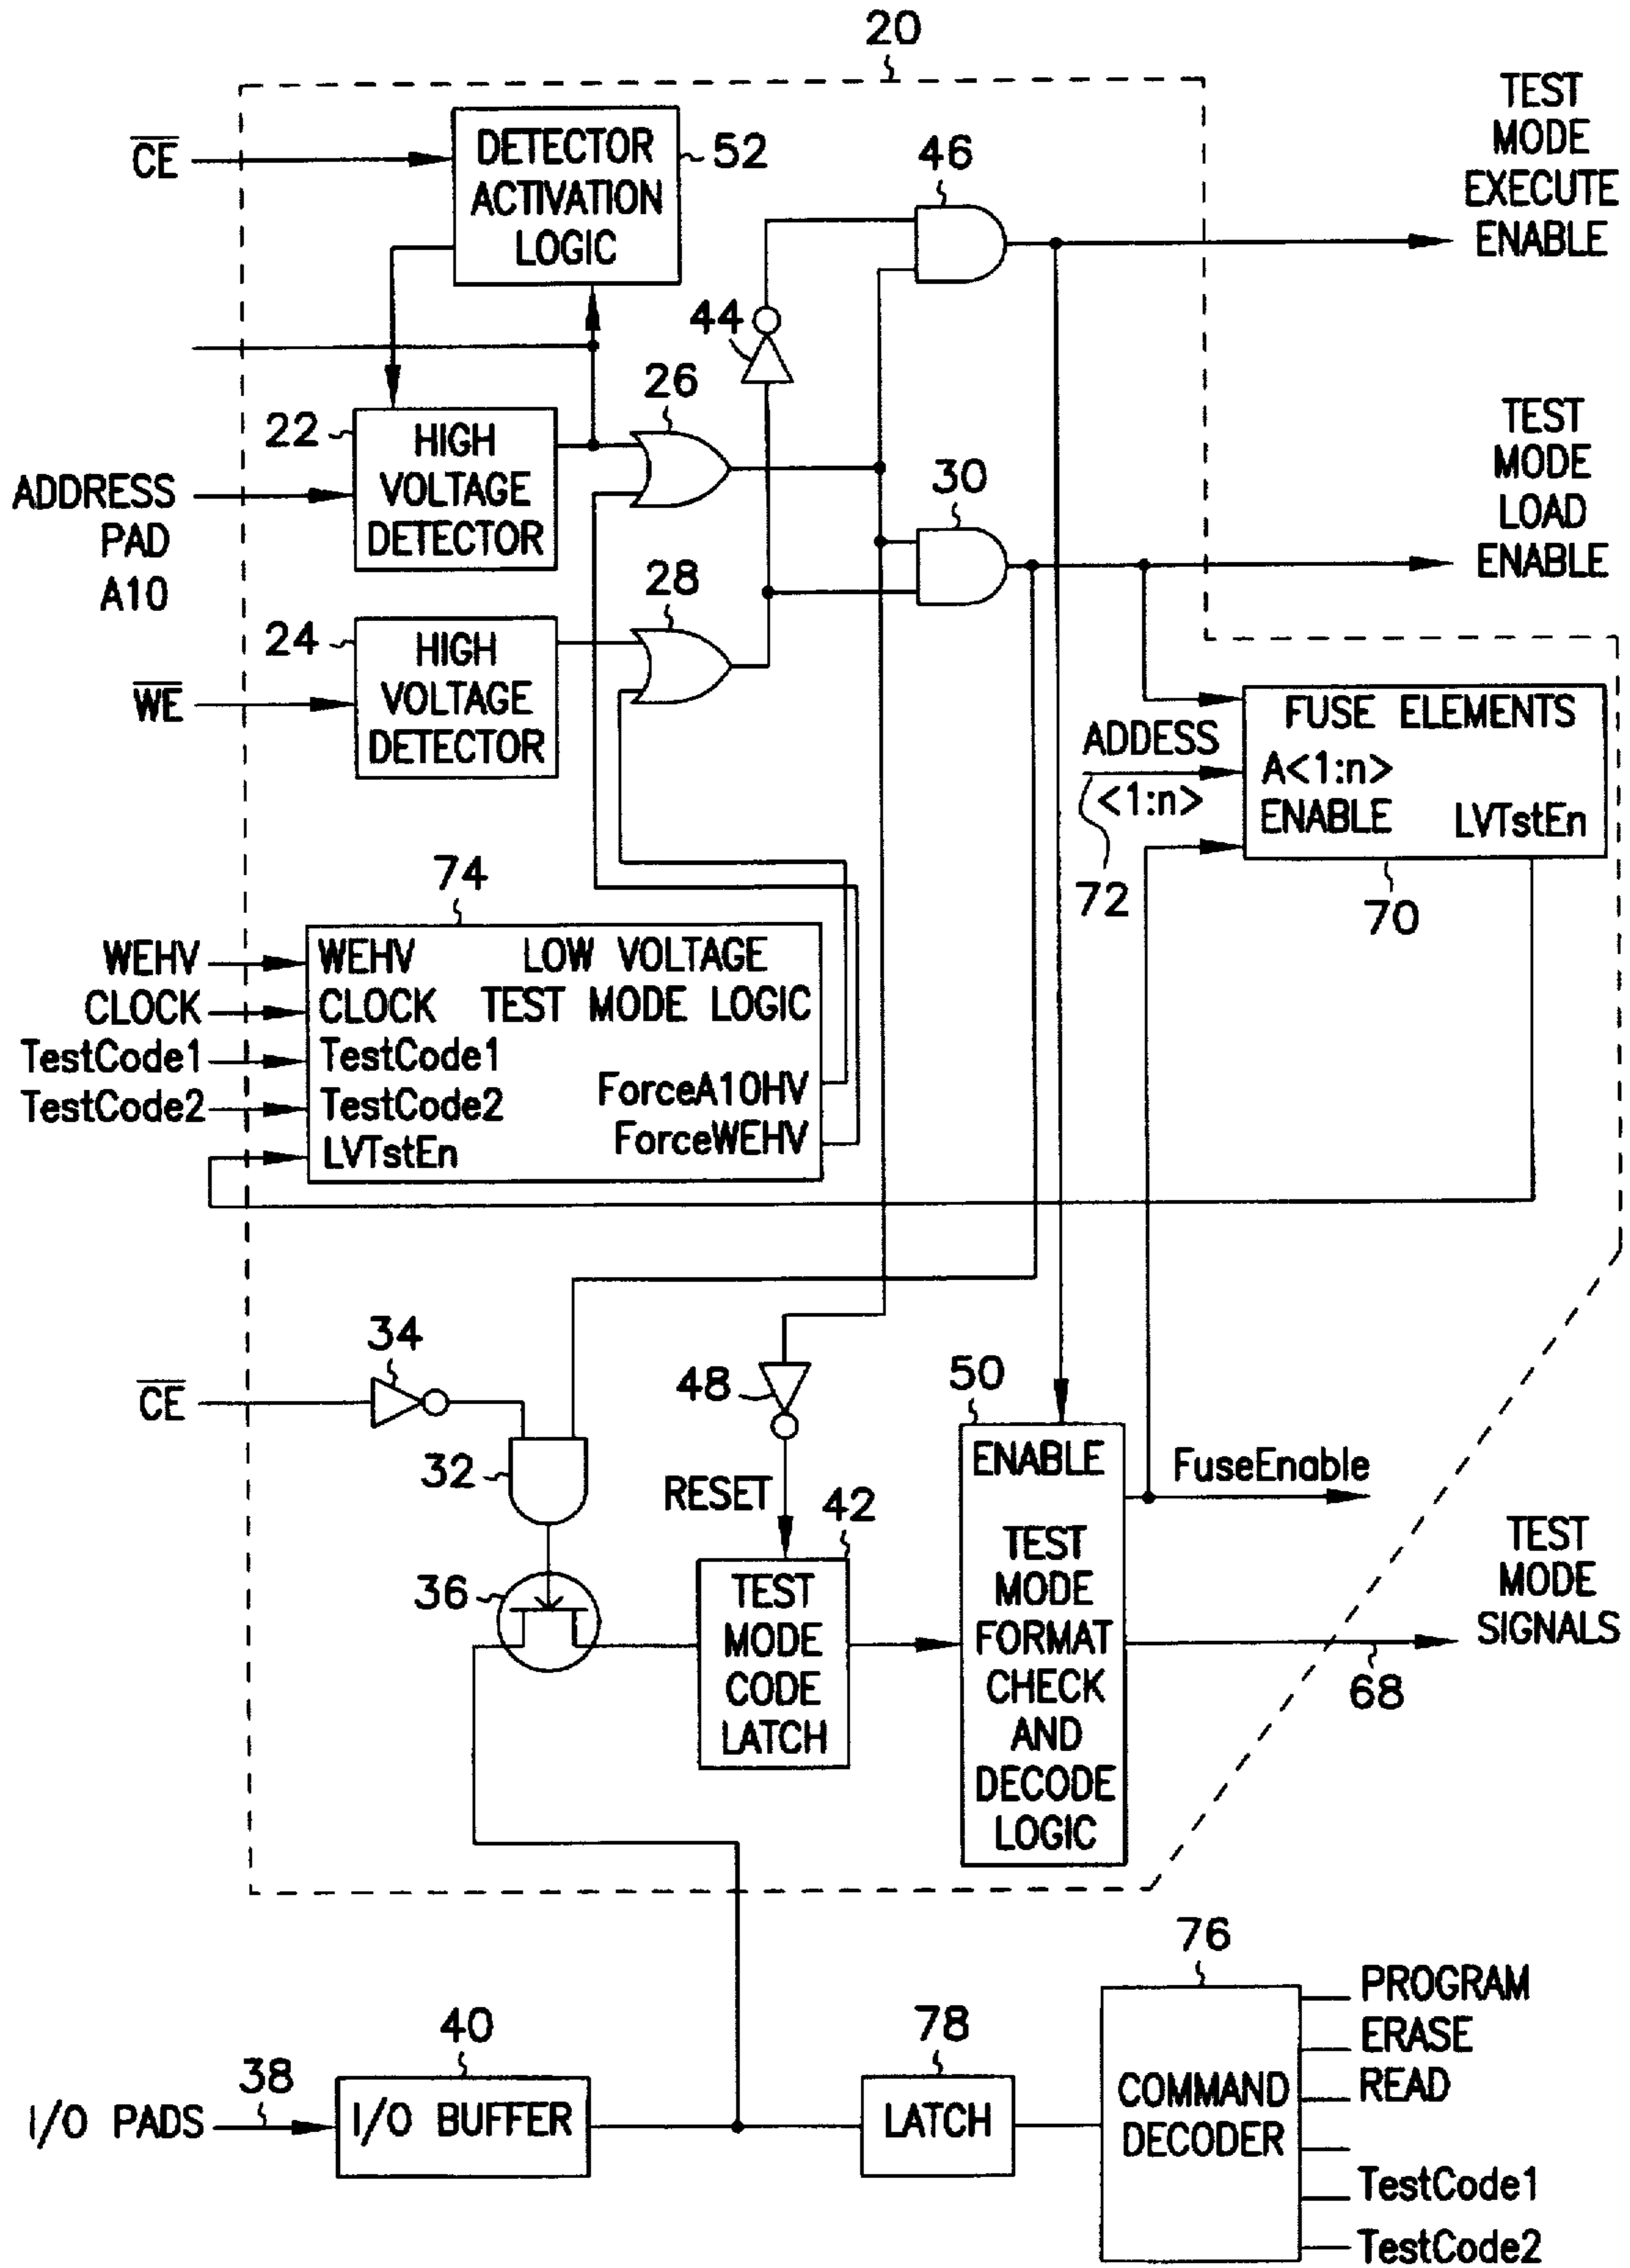 20
TEST
MODE
EXECUTE
ENABLE
CE
DETECTOR
ACTIVATION
LOGIC
52
46
44
26
22
HIGH
VOLTAGE
DETECTOR
ADDRESS
PAD
A10
30
TEST
MODE
LOAD
ENABLE
28
24
HIGH
VOLTAGE
DETECTOR
WE
FUSE ELEMENTS
A<1:n>
ENABLE
LVTstEn
ADDESS
<1:n>
72
70
74
WEHV
CLOCK
TestCode1
TestCode2
WEHV
LOW VOLTAGE
CLOCK
TEST MODE LOGIC
TestCode1
TestCode2
LVTstEn
ForceA10HV
ForceWEHV
34
CE
32
48
RESET
50
ENABLE
TEST
MODE
FORMAT
CHECK
AND
DECODE
LOGIC
FuseEnable
36
42
TEST
MODE
CODE
LATCH
TEST
MODE
SIGNALS
68
76
COMMAND
DECODER
PROGRAM
ERASE
READ
TestCode1
TestCode2
I/O PADS
38
40
I/O BUFFER
78
LATCH